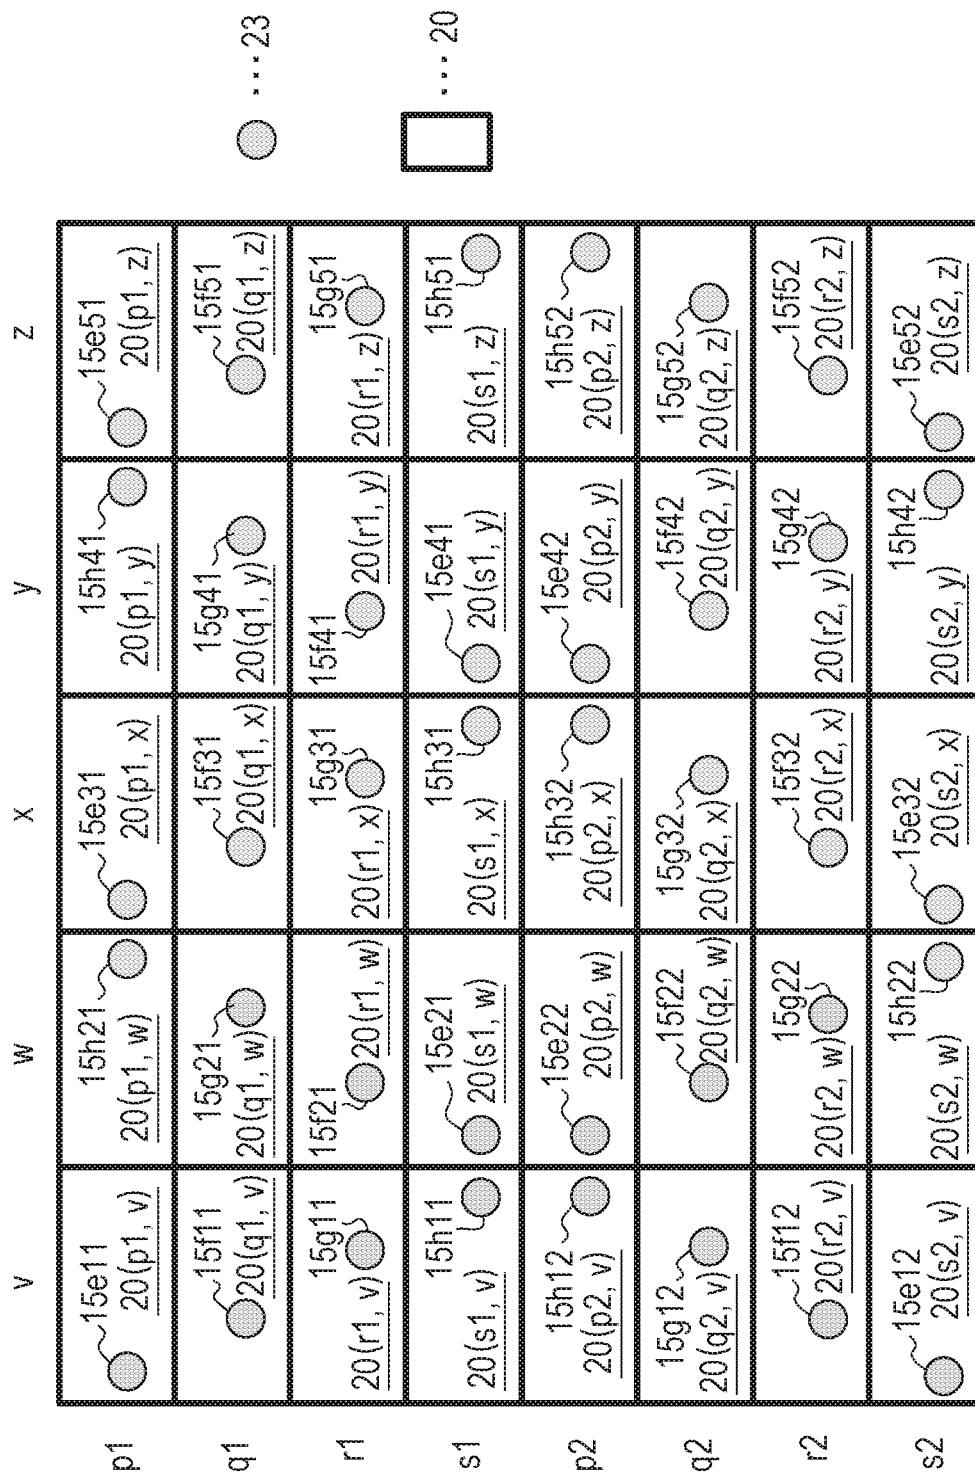 v w x y z
p1 15e11 15h21 15e31 15h41 15e51
20(p1, v) 20(p1, w) 20(p1, x) 20(p1, y) 20(p1, z)
q1 15f11 15g21 15f31 15g41 15f51
20(q1, v) 20(q1, w) 20(q1, x) 20(q1, y) 20(q1, z)
r1 15g11 15f21 15g31 15f41 15g51
20(r1, v) 20(r1, w) 20(r1, x) 20(r1, y) 20(r1, z)
s1 15h11 15e21 15h31 15e41 15h51
20(s1, v) 20(s1, w) 20(s1, x) 20(s1, y) 20(s1, z)
p2 15h12 15e22 15h32 15e42 15h52
20(p2, v) 20(p2, w) 20(p2, x) 20(p2, y) 20(p2, z)
q2 15g12 15f22 15g32 15f42 15g52
20(q2, v) 20(q2, w) 20(q2, x) 20(q2, y) 20(q2, z)
r2 15f12 15g22 15f32 15g42 15f52
20(r2, v) 20(r2, w) 20(r2, x) 20(r2, y) 20(r2, z)
s2 15e12 15h22 15e32 15h42 15e52
20(s2, v) 20(s2, w) 20(s2, x) 20(s2, y) 20(s2, z)
··· 23
··· 20